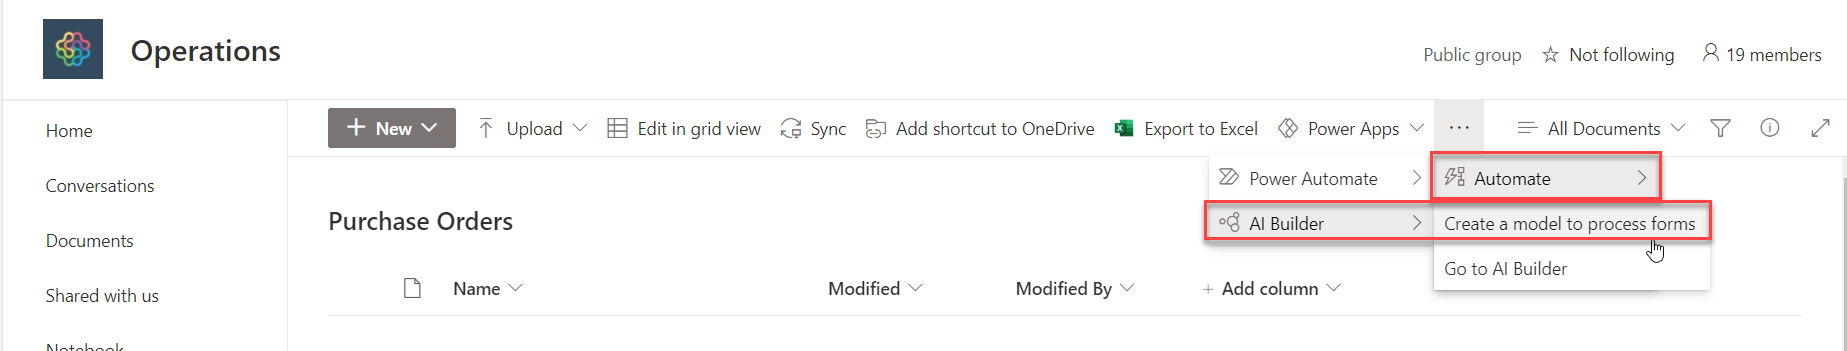 Operations
Public group Not following 19 members
Home
Conversations
Documents
Shared with us
Notebook
+ New Upload Edit in grid view Sync Add shortcut to OneDrive Export to Excel Power Apps ... All Documents
Power Automate
AI Builder
Automate
Create a model to process forms
Go to AI Builder
Purchase Orders
Name Modified Modified By + Add column